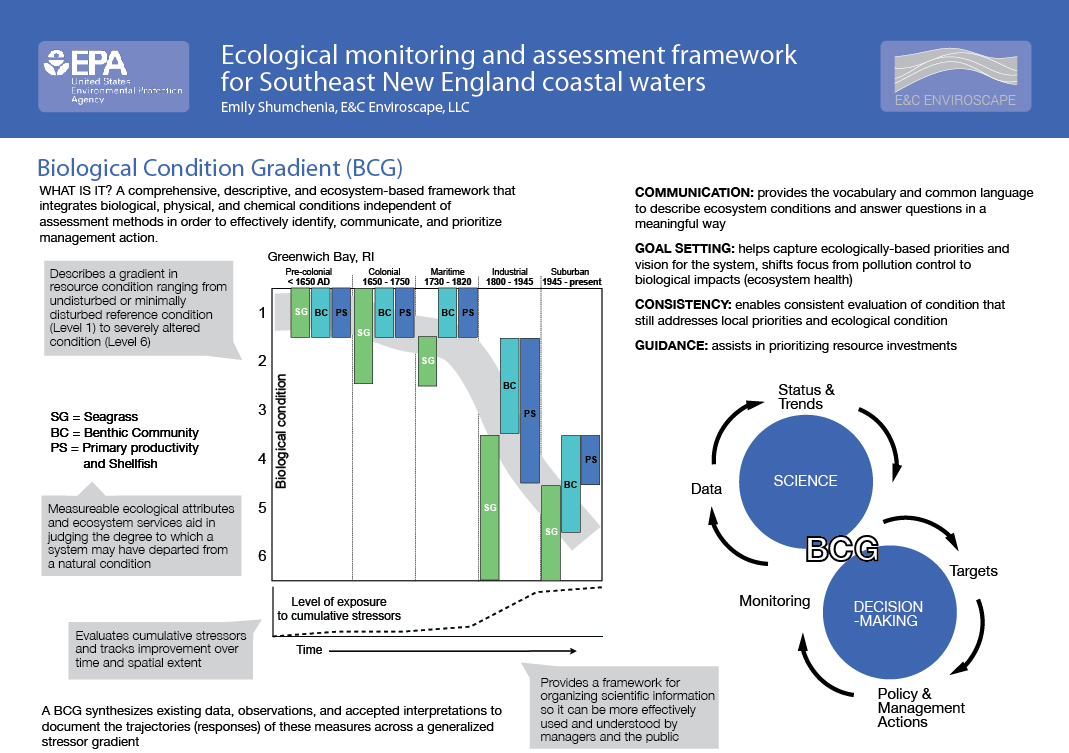 EPA
United States
Environmental Protection
Agency
Ecological monitoring and assessment framework
for Southeast New England coastal waters
Emily Shumchenia, E&C Enviroscape, LLC
E&C ENVIROSCAPE
Biological Condition Gradient (BCG)
WHAT IS IT? A comprehensive, descriptive, and ecosystem-based framework that
integrates biological, physical, and chemical conditions independent of
assessment methods in order to effectively identify, communicate, and prioritize
management action.
Describes a gradient in
resource condition ranging from
undisturbed or minimally
disturbed reference condition
(Level 1) to severely altered
condition (Level 6)
SG = Seagrass
BC = Benthic Community
PS = Primary productivity
and Shellfish
Measureable ecological attributes
and ecosystem services aid in
judging the degree to which a
system may have departed from
a natural condition
Evaluates cumulative stressors
and tracks improvement over
time and spatial extent
Greenwich Bay, RI
Pre-colonial Colonial Maritime Industrial Suburban
< 1650 AD 1650 - 1750 1730 - 1820 1800 - 1945 1945 - present
1
2
3
4
5
6
Biological condition
SG BC PS
SG BC PS
SG BC PS
SG BC PS
SG BC PS
Level of exposure
to cumulative stressors
Time
A BCG synthesizes existing data, observations, and accepted interpretations to
document the trajectories (responses) of these measures across a generalized
stressor gradient
Provides a framework for
organizing scientific information
so it can be more effectively
used and understood by
managers and the public
COMMUNICATION: provides the vocabulary and common language
to describe ecosystem conditions and answer questions in a
meaningful way
GOAL SETTING: helps capture ecologically-based priorities and
vision for the system, shifts focus from pollution control to
biological impacts (ecosystem health)
CONSISTENCY: enables consistent evaluation of condition that
still addresses local priorities and ecological condition
GUIDANCE: assists in prioritizing resource investments
Status &
Trends
SCIENCE
Data
BCG
Targets
Monitoring
DECISION
-MAKING
Policy &
Management
Actions